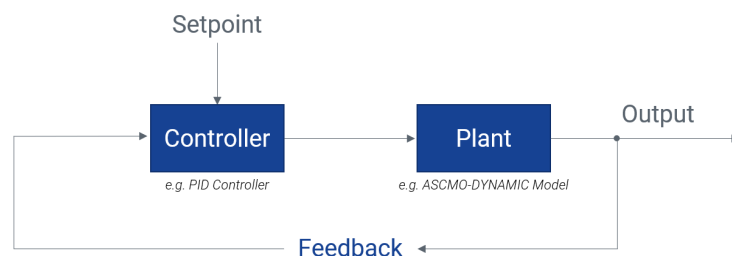 Setpoint
Controller
Plant
Output
e.g. PID Controller
e.g. ASCMO-DYNAMIC Model
Feedback